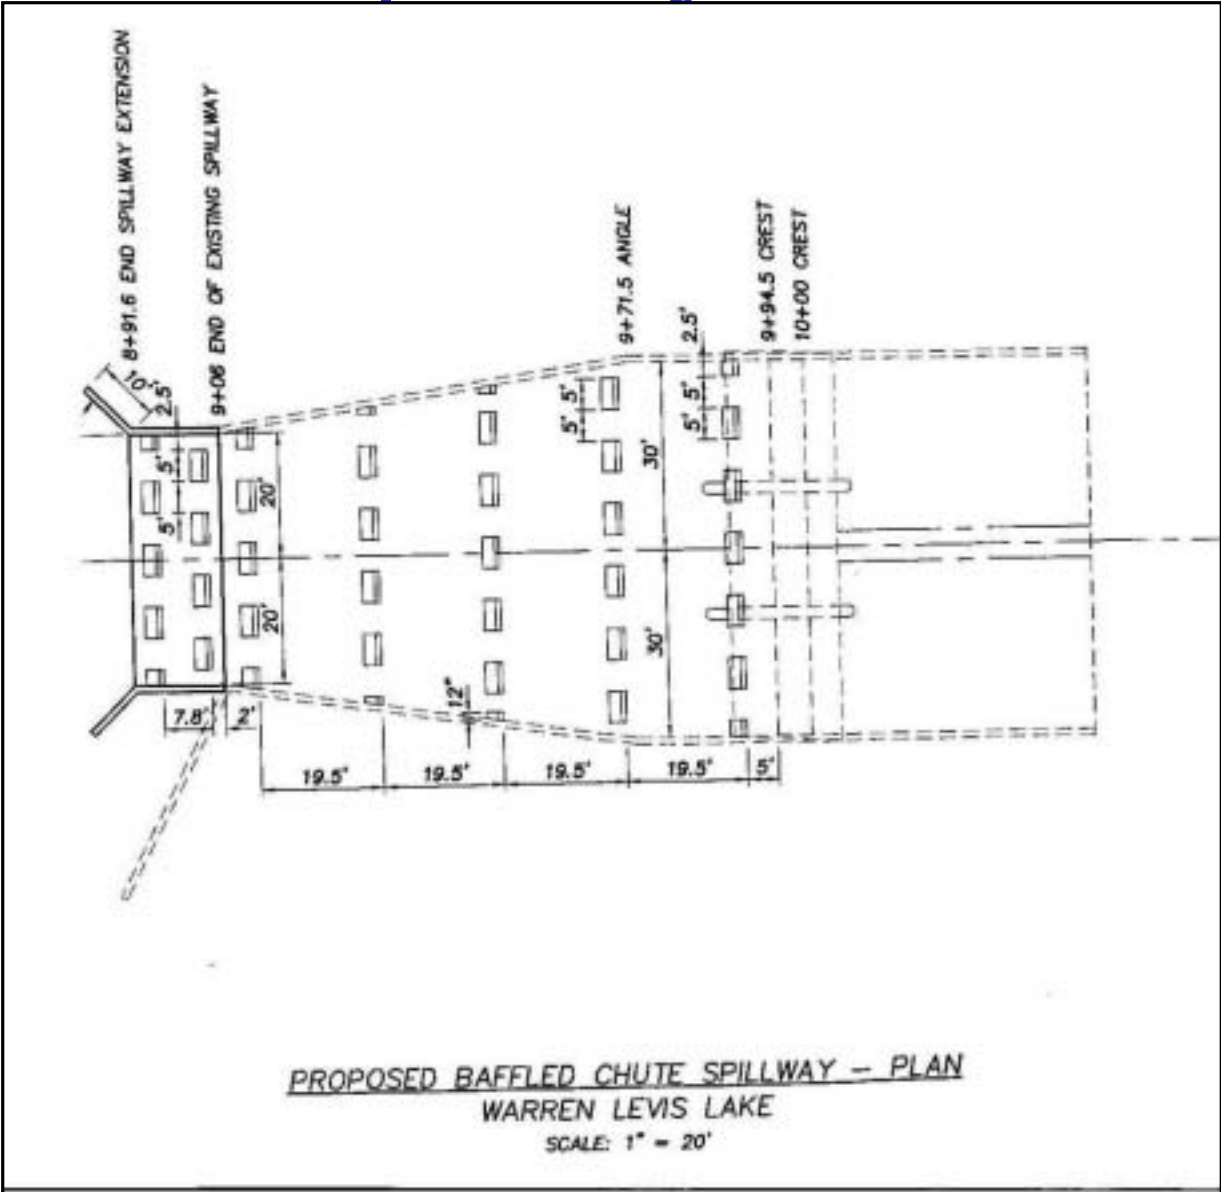 8+91.6 END SPILLWAY EXTENSION
9+06 END OF EXISTING SPILLWAY
9+71.5 ANGLE
9+94.5 CREST
10+00 CREST
10'
2.5'
5'
5'
20'
20'
5'
5'
2.5'
5'
5'
30'
30'
12"
7.8'
2'
19.5'
19.5'
19.5'
19.5'
5'
PROPOSED BAFFLED CHUTE SPILLWAY — PLAN
WARREN LEVIS LAKE
SCALE: 1" = 20'